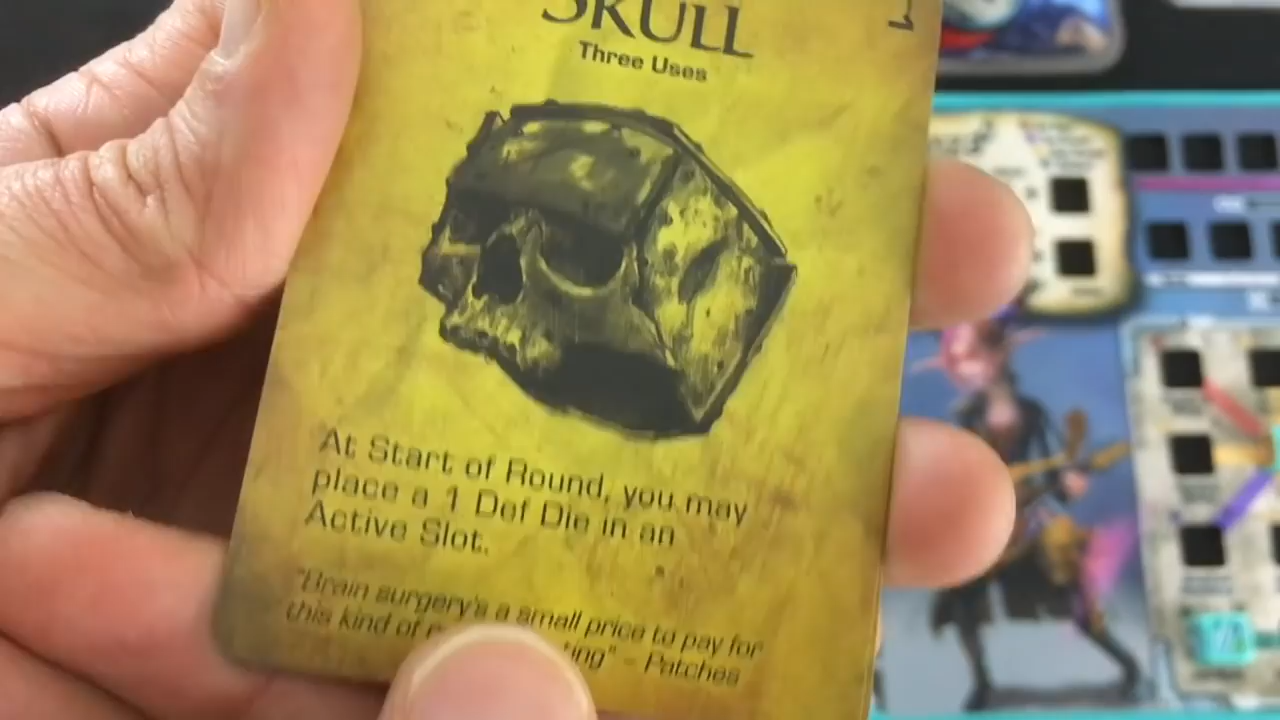 SKULL
1
Three Uses
At Start of Round, you may
place a 1 Def Die in an
Active Slot.
"Brain surgery's a small price to pay for
this kind of
ting" – Patches